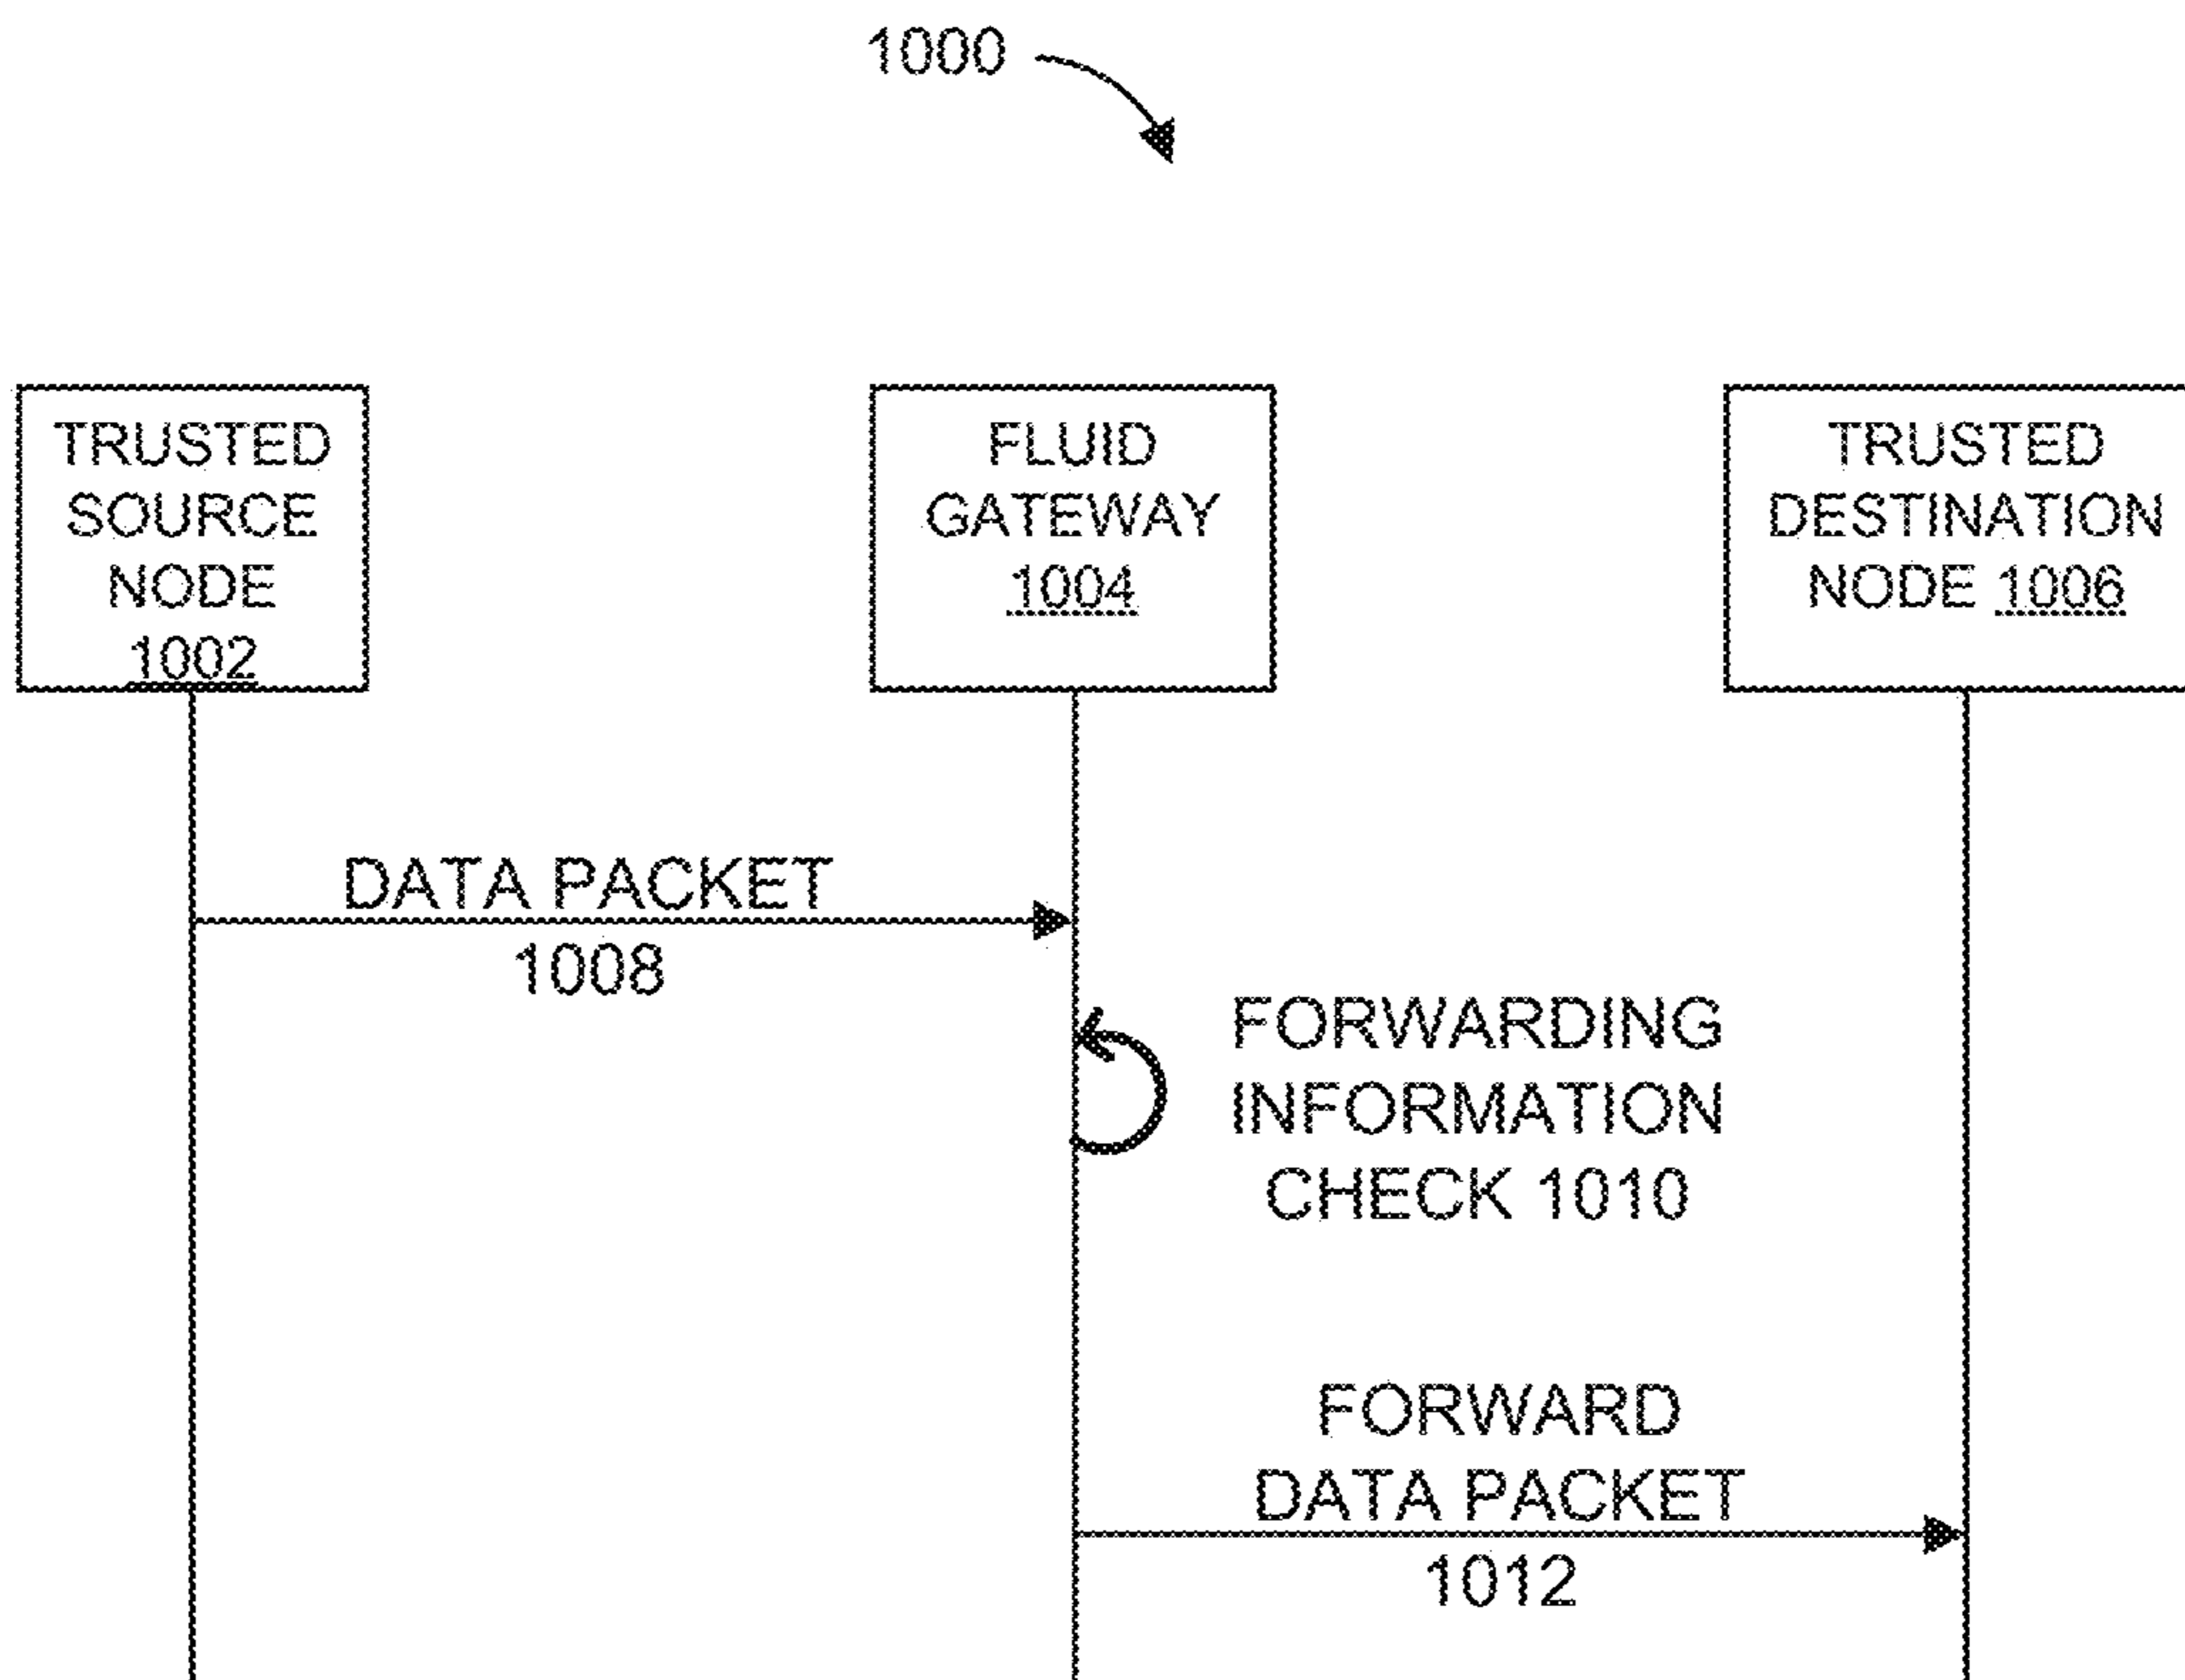 1000
TRUSTED
SOURCE
NODE
1002
FLUID
GATEWAY
1004
TRUSTED
DESTINATION
NODE 1006
DATA PACKET
1008
FORWARDING
INFORMATION
CHECK 1010
FORWARD
DATA PACKET
1012